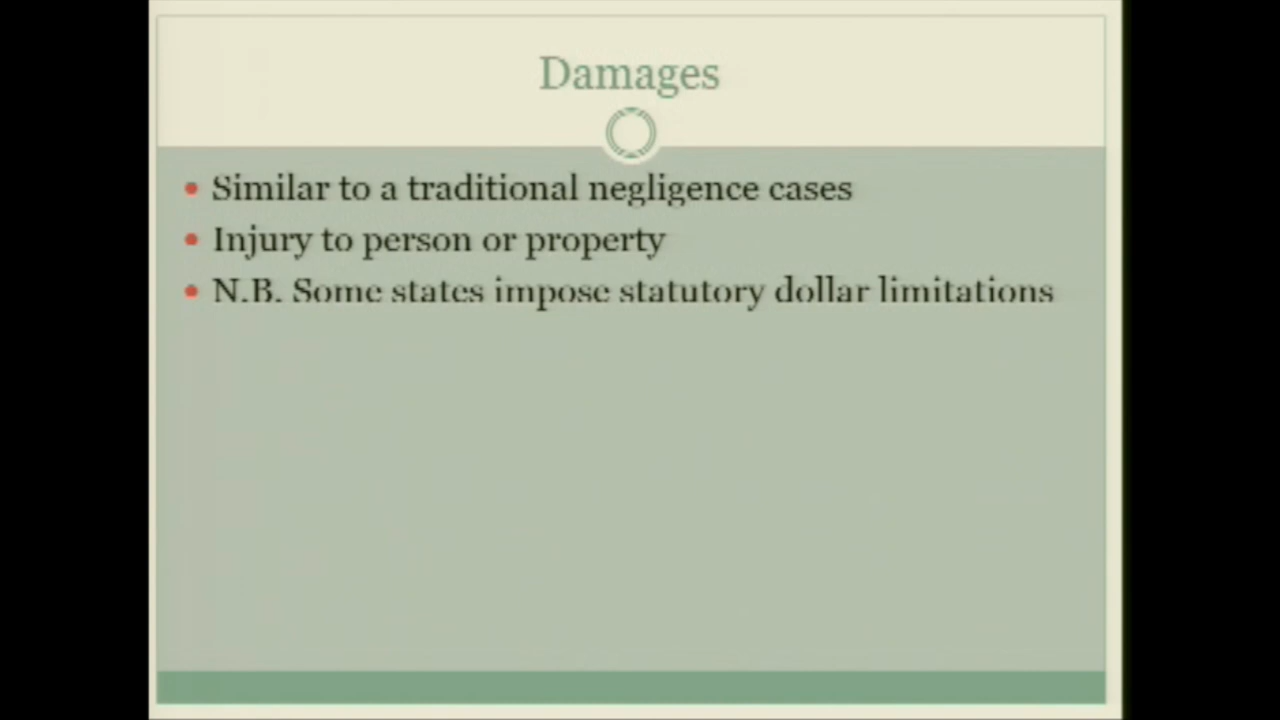 Damages
Similar to a traditional negligence cases
Injury to person or property
N.B. Some states impose statutory dollar limitations